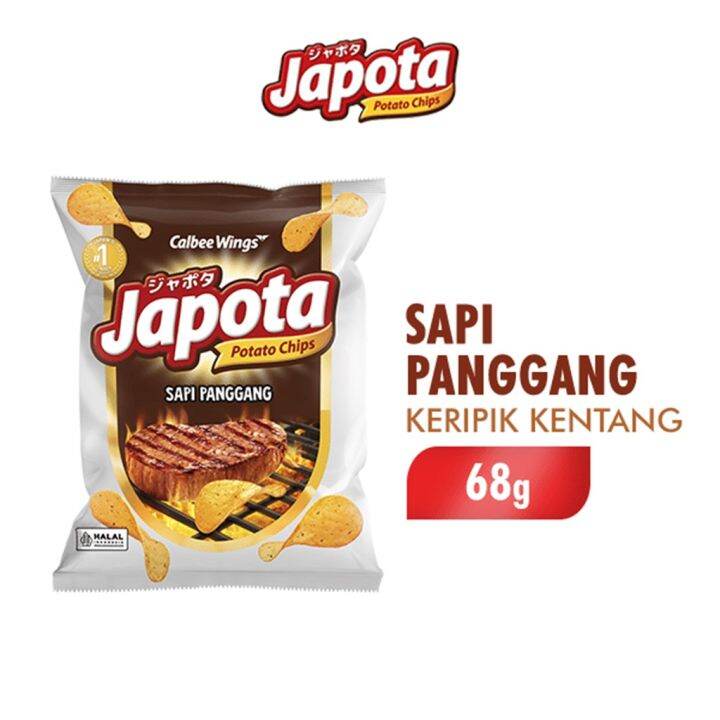 ジャポタ
Japota
Potato Chips
Calbee Wings
#1
ジャポタ
Japota
Potato Chips
SAPI PANGGANG
HALAL
INDONESIA
SAPI
PANGGANG
KERIPIK KENTANG
68g